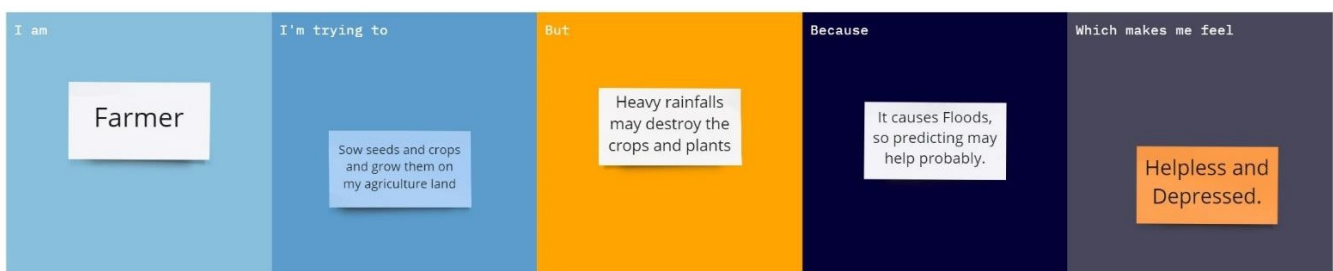 I am
Farmer
I'm trying to
Sow seeds and crops
and grow them on
my agriculture land
But
Heavy rainfalls
may destroy the
crops and plants
Because
It causes Floods,
so predicting may
help probably.
Which makes me feel
Helpless and
Depressed.